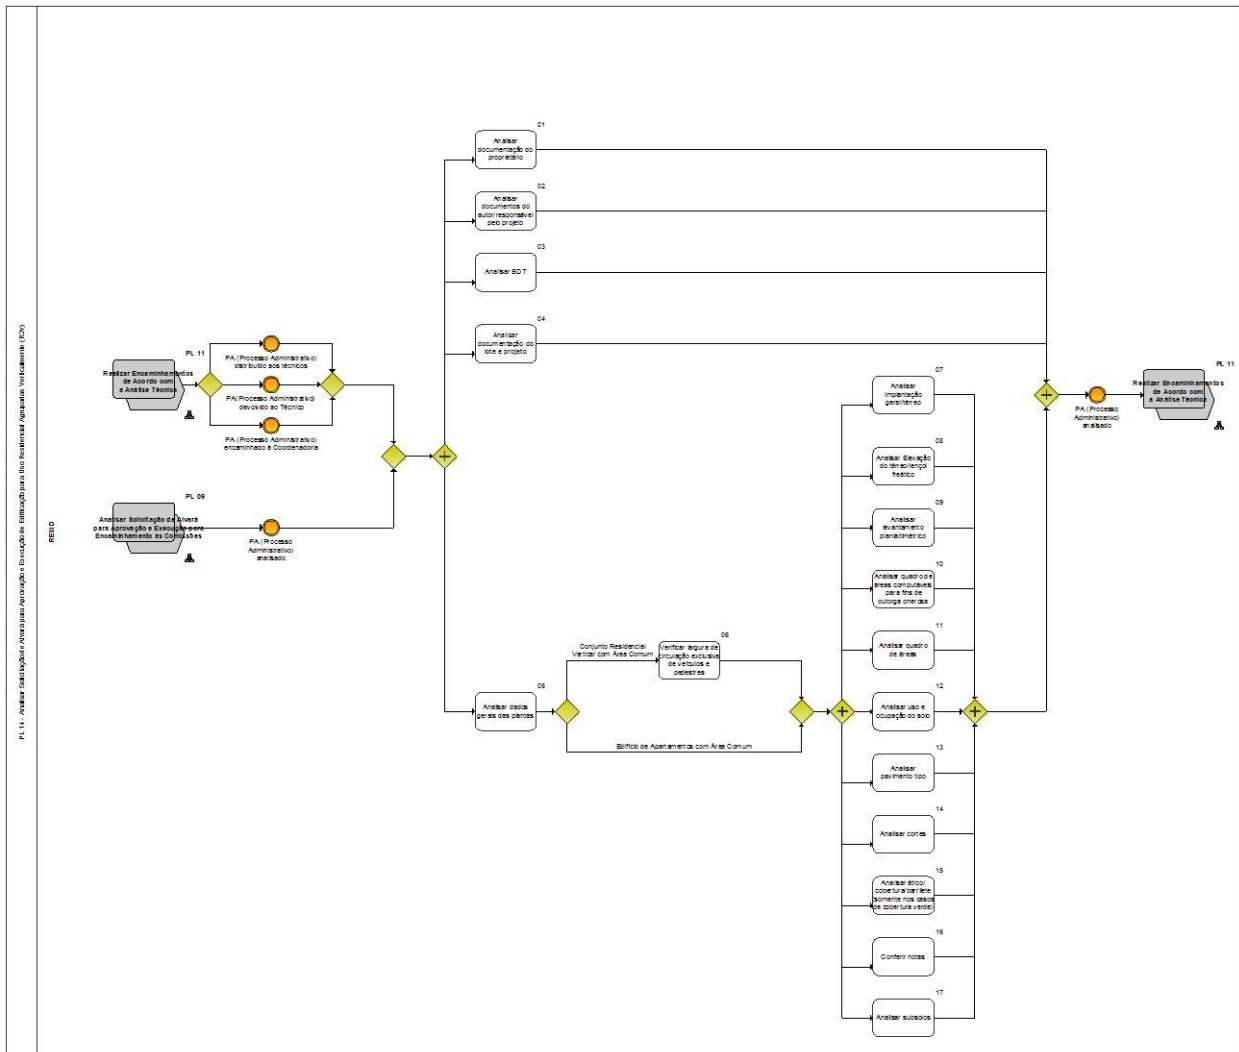 PL 14 - Analisar Solicitação de Alvará para Aprovação e Execução de Edificação para Uso Residencial Agrupadas Verticalmente (R2v)
RESID
PL 11
Realizar Encaminhamentos
de Acordo com
a Análise Técnica
PA (Processo Administrativo)
distribuído aos técnicos
PA (Processo Administrativo)
devolvido ao Técnico
PA (Processo Administrativo)
encaminhado à Coordenadoria
PL 09
Analisar Solicitação de Alvará
para Aprovação e Execução para
Encaminhamento às Comissões
PA (Processo
Administrativo)
analisado
01
Analisar
documentação do
proprietário
02
Analisar
documentos do
autor/responsável
pelo projeto
03
Analisar BDT
04
Analisar
documentação do
lote e projeto
05
Analisar dados
gerais das plantas
Conjunto Residencial
Vertical com Área Comum
06
Verificar largura de
circulação exclusiva
de veículos e
pedestres
Edifício de Apartamentos com Área Comum
07
Analisar
implantação
geral/térreo
08
Analisar Elevação
do térreo/lençol
freático
09
Analisar
levantamento
planialtimétrico
10
Analisar quadro de
áreas computáveis
para fins de
outorga onerosa
11
Analisar quadro
de áreas
12
Analisar uso e
ocupação do solo
13
Analisar
pavimento tipo
14
Analisar cortes
15
Analisar ático/
cobertura/barrilete
(somente nos casos
de cobertura verde)
16
Conferir notas
17
Analisar subsolos
PA (Processo
Administrativo)
analisado
PL 11
Realizar Encaminhamentos
de Acordo com
a Análise Técnica